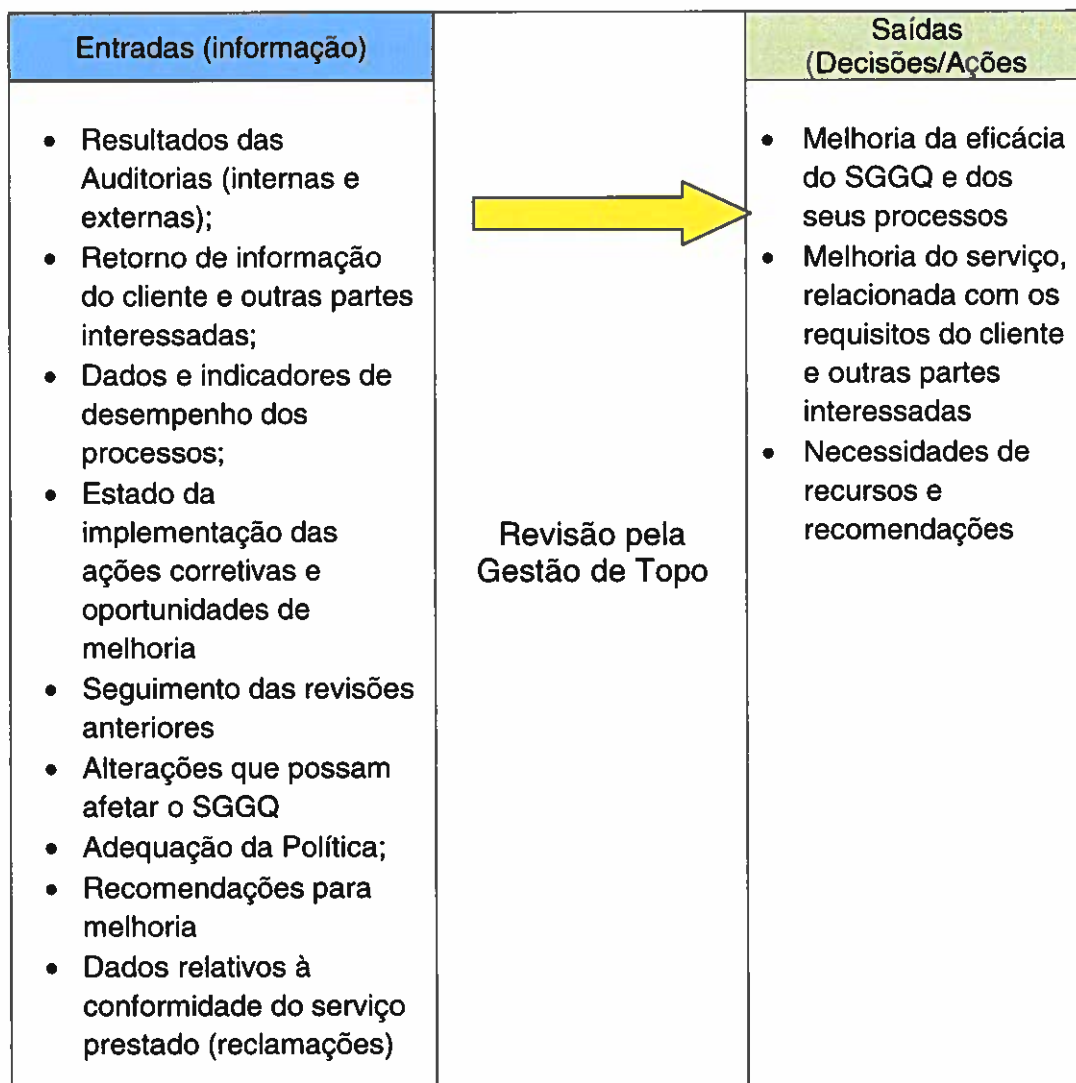 Entradas (informação)
• Resultados das
Auditorias (internas e
externas);
• Retorno de informação
do cliente e outras partes
interessadas;
• Dados e indicadores de
desempenho dos
processos;
• Estado da
implementação das
ações corretivas e
oportunidades de
melhoria
• Seguimento das revisões
anteriores
• Alterações que possam
afetar o SGGQ
• Adequação da Política;
• Recomendações para
melhoria
• Dados relativos à
conformidade do serviço
prestado (reclamações)
Revisão pela
Gestão de Topo
Saídas
(Decisões/Ações
• Melhoria da eficácia
do SGGQ e dos
seus processos
• Melhoria do serviço,
relacionada com os
requisitos do cliente
e outras partes
interessadas
• Necessidades de
recursos e
recomendações